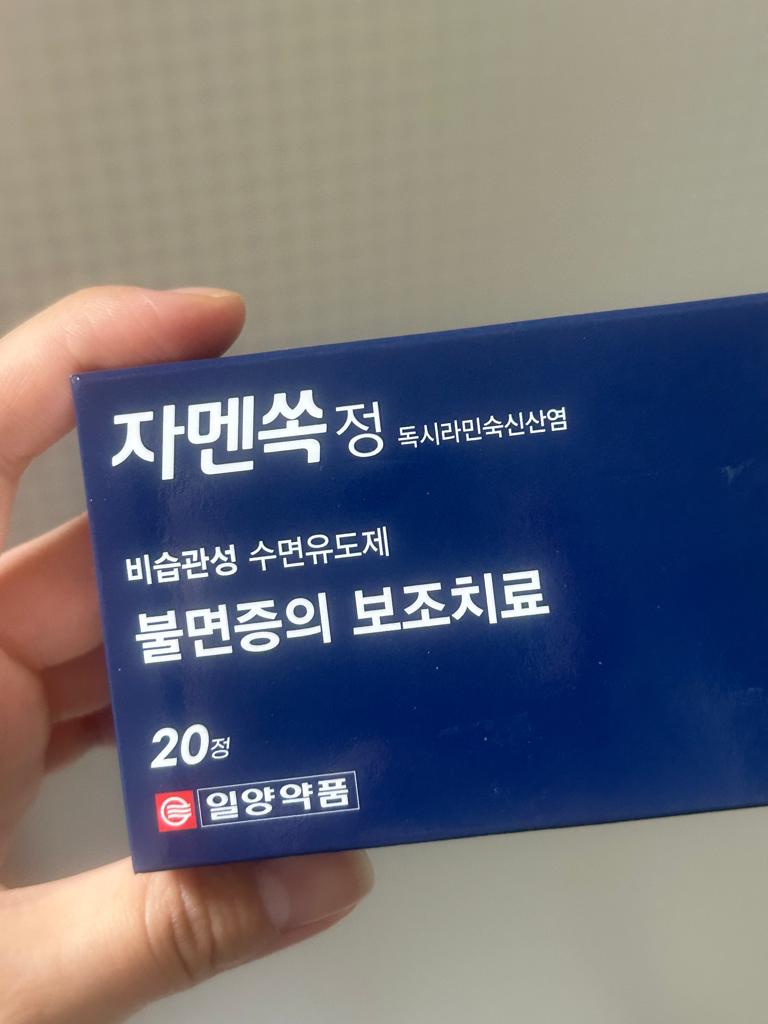 자멘쏙정 독시라민숙신산염
비습관성 수면유도제
불면증의 보조치료
20정
일양약품